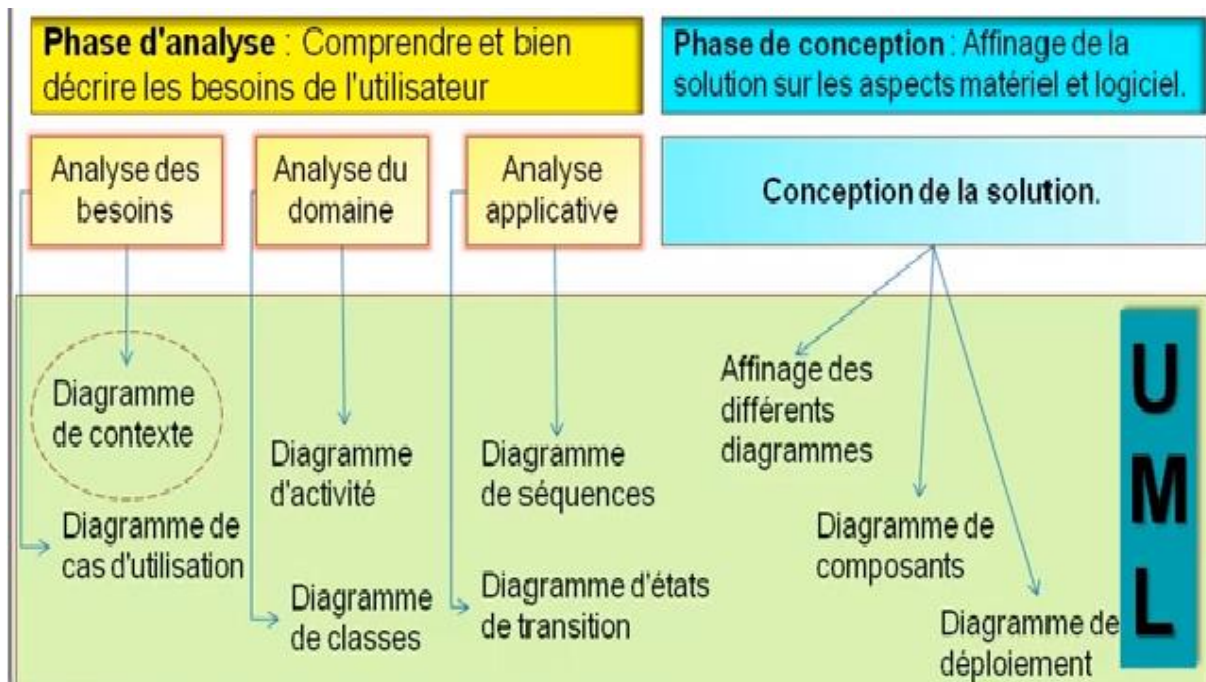 Phase d'analyse : Comprendre et bien
décrire les besoins de l'utilisateur
Phase de conception : Affinage de la
solution sur les aspects matériel et logiciel.
Analyse des
besoins
Analyse du
domaine
Analyse
applicative
Conception de la solution.
Diagramme
de contexte
Diagramme de
cas d'utilisation
Diagramme
d'activité
Diagramme
de classes
Diagramme
de séquences
Diagramme d'états
de transition
Affinage des
différents
diagrammes
Diagramme de
composants
Diagramme de
déploiement
U
M
L